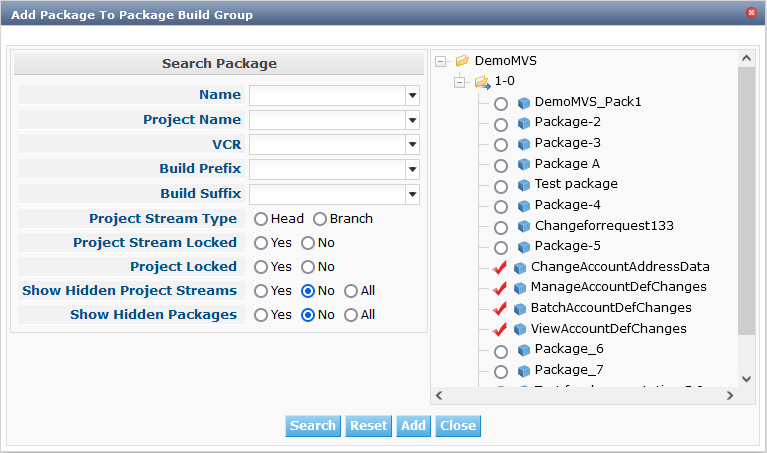 Add Package To Package Build Group
Search Package
Name
Project Name
VCR
Build Prefix
Build Suffix
Project Stream Type Head Branch
Project Stream Locked Yes No
Project Locked Yes No
Show Hidden Project Streams Yes No All
Show Hidden Packages Yes No All
DemoMVS
1-0
DemoMVS_Pack1
Package-2
Package-3
Package A
Test package
Package-4
Changeforrequest133
Package-5
ChangeAccountAddressData
ManageAccountDefChanges
BatchAccountDefChanges
ViewAccountDefChanges
Package_6
Package_7
Search Reset Add Close